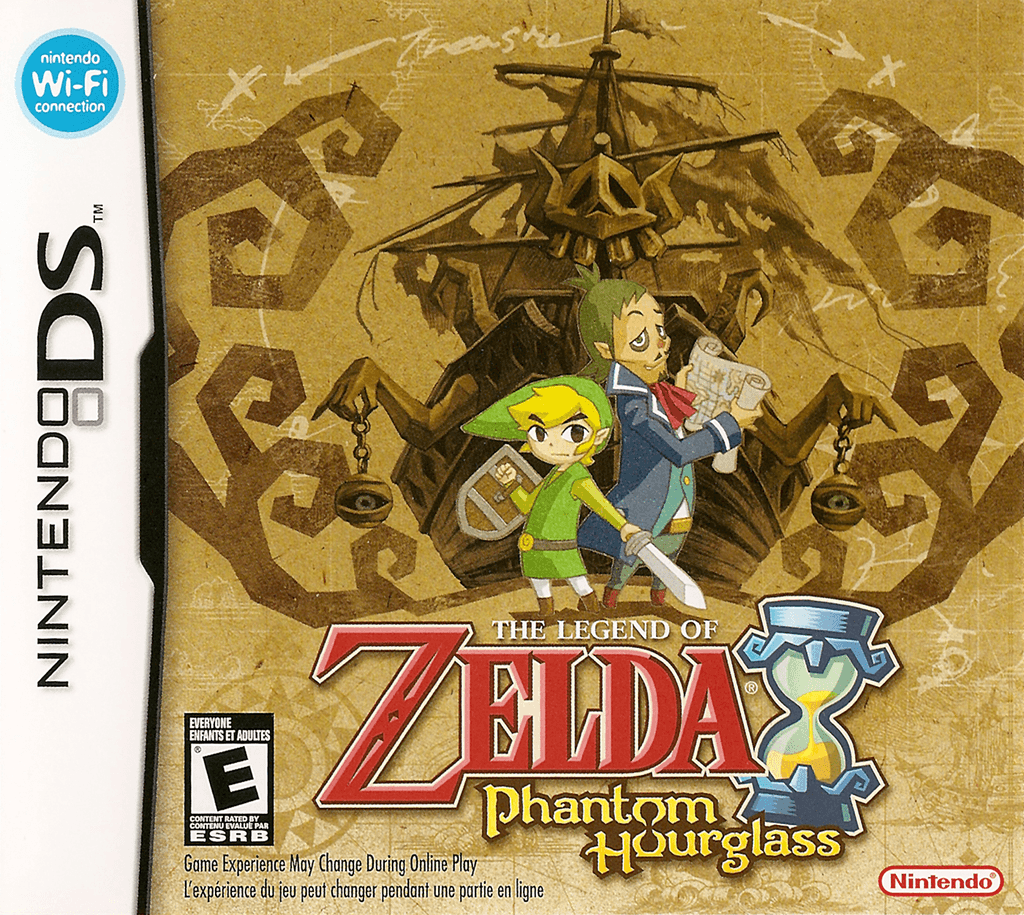 nintendo
Wi-Fi
connection
NINTENDO DS™
Treasure
THE LEGEND OF
ZELDA®
Phantom
Hourglass
EVERYONE
ENFANTS ET ADULTES
®
E
CONTENT RATED BY
CONTENU EVALUÉ PAR
ESRB
Game Experience May Change During Online Play
L'expérience du jeu peut changer pendant une partie en ligne
Nintendo®